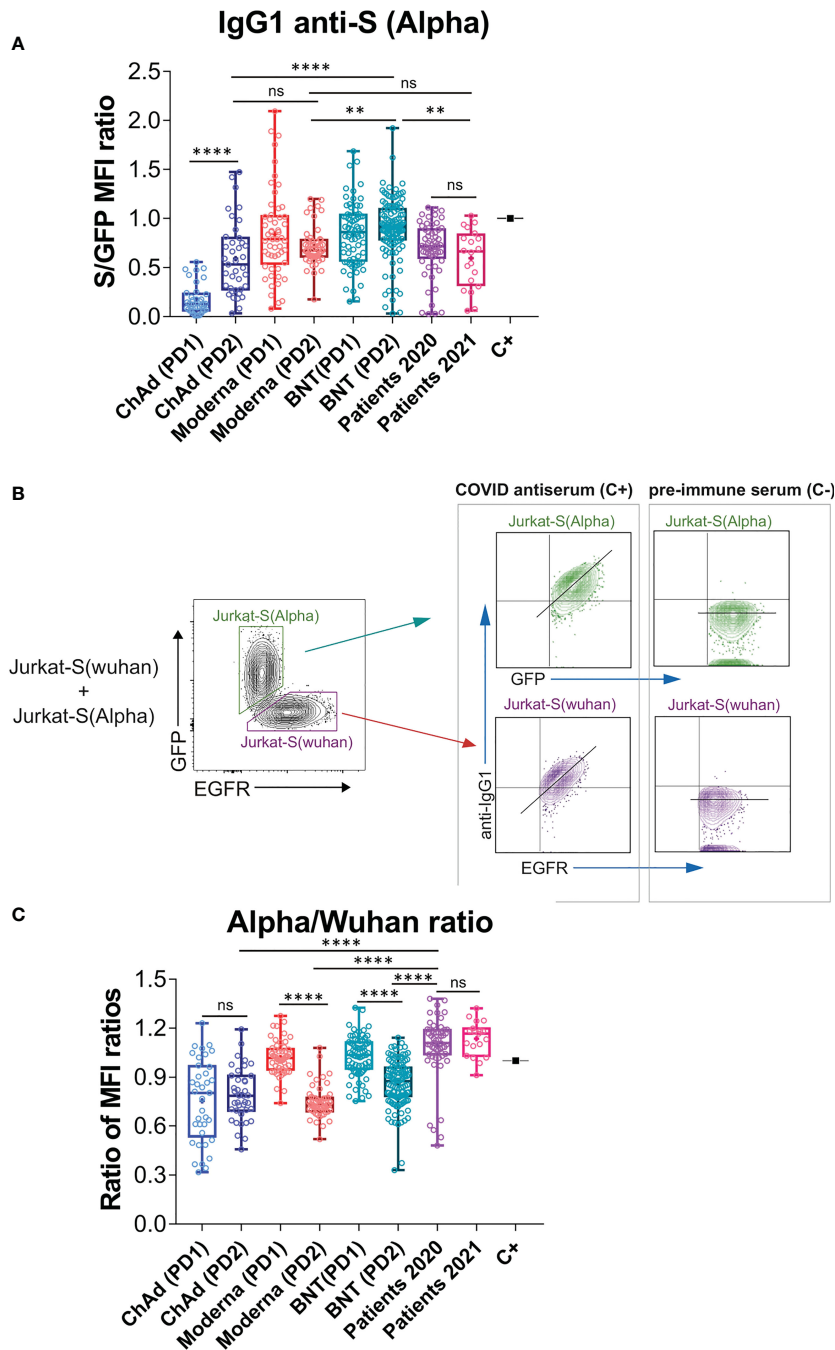 IgG1 anti-S (Alpha)
A
S/GFP MFI ratio
2.5
2.0
1.5
1.0
0.5
0.0
****
ns
ns
****
**
**
ns
ChAd (PD1)
ChAd (PD2)
Moderna (PD1)
Moderna (PD2)
BNT(PD1)
BNT (PD2)
Patients 2020
Patients 2021
C+
B
COVID antiserum (C+)
pre-immune serum (C-)
Jurkat-S(Alpha)
Jurkat-S(Alpha)
Jurkat-S(wuhan)
+
Jurkat-S(Alpha)
GFP
Jurkat-S(Alpha)
Jurkat-S(wuhan)
EGFR
GFP
Jurkat-S(wuhan)
Jurkat-S(wuhan)
anti-IgG1
EGFR
C
Alpha/Wuhan ratio
Ratio of MFI ratios
1.5
1.2
0.9
0.6
0.3
0.0
****
****
****
ns
ns
****
****
ChAd (PD1)
ChAd (PD2)
Moderna (PD1)
Moderna (PD2)
BNT(PD1)
BNT (PD2)
Patients 2020
Patients 2021
C+